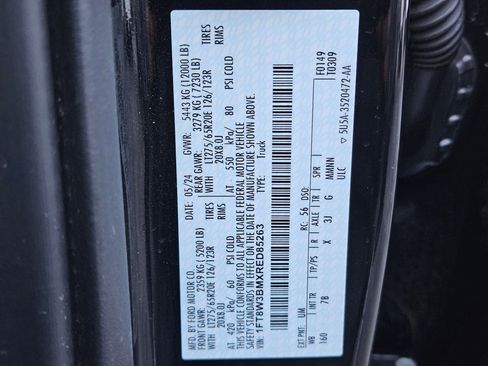 MFD. BY FORD MOTOR CO.
DATE: 05/24 GVWR: 5443 KG (12000 LB)
FRONT GAWR: 2359 KG (5200 LB) REAR GAWR: 3279 KG (7230 LB)
WITH LT275/65R20E 126/123R TIRES WITH LT275/65R20E 126/123R TIRES
20X8.0J RIMS 20X8.0J RIMS
AT 420 kPa/ 60 PSI COLD AT 550 kPa/ 80 PSI COLD
THIS VEHICLE CONFORMS TO ALL APPLICABLE FEDERAL MOTOR VEHICLE
SAFETY STANDARDS IN EFFECT ON THE DATE OF MANUFACTURE SHOWN ABOVE.
VIN: 1FT8W3BMXRED85263
TYPE: Truck
F0149
T0309
EXT PNT: UM RC: 56 DSO:
WB INT TR TP/PS R AXLE TR SPR
160 7B X 3J G MMNNN
ULC
5U5A-3520472-AA